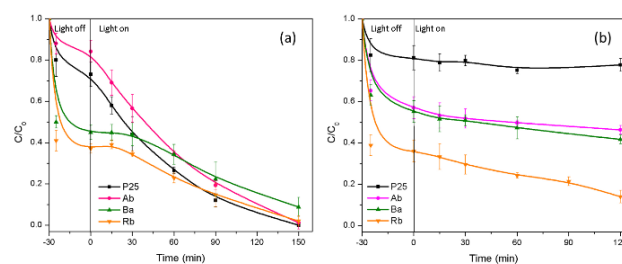 Light off Light on (a)
C/C₀
1.0
0.8
0.6
0.4
0.2
0.0
P25
Ab
Ba
Rb
-30 0 30 60 90 120 150
Time (min)
Light off Light on (b)
C/C₀
1.0
0.8
0.6
0.4
0.2
0.0
P25
Ab
Ba
Rb
-30 0 30 60 90 120
Time (min)